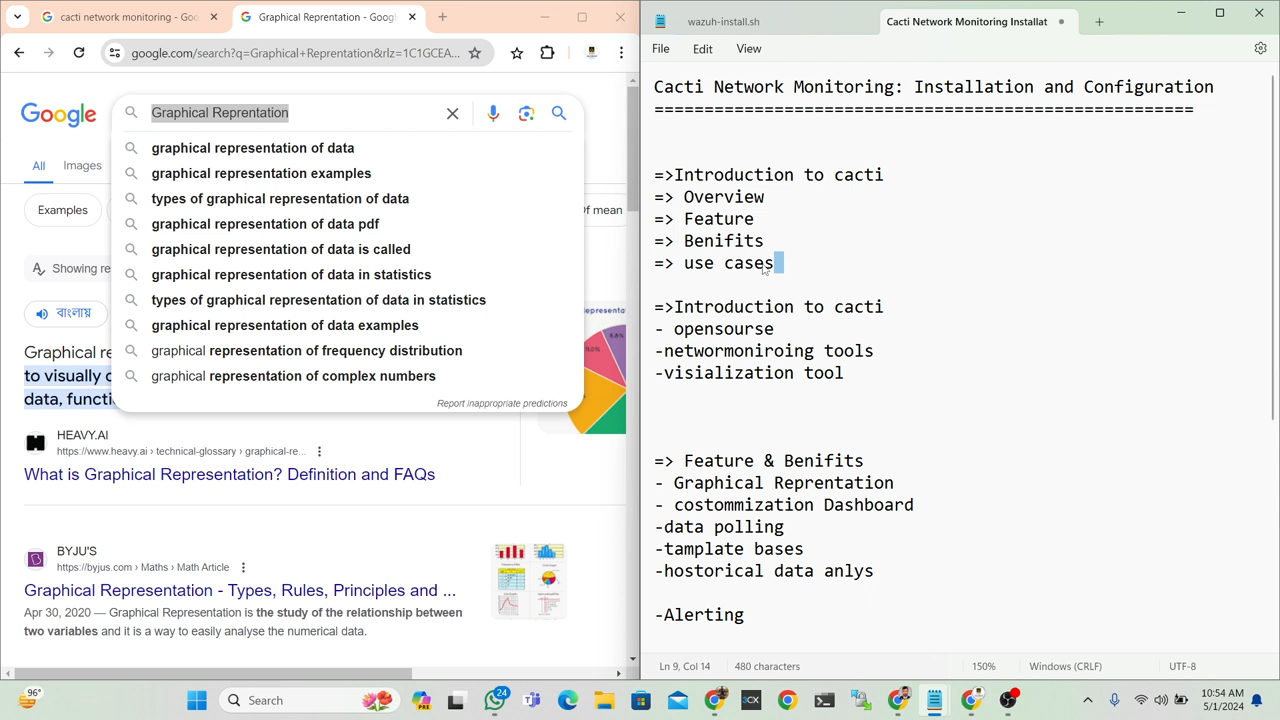 cacti network monitoring - Goo
Graphical Reprentation - Google
google.com/search?q=Graphical+Reprentation&rlz=1C1GCEA...
Google
Graphical Reprentation
All
Images
Examples
Of mean
Showing re
বাংলায়
Graphical re
to visually
data, functi
graphical representation of data
graphical representation examples
types of graphical representation of data
graphical representation of data pdf
graphical representation of data is called
graphical representation of data in statistics
types of graphical representation of data in statistics
graphical representation of data examples
graphical representation of frequency distribution
graphical representation of complex numbers
Report inappropriate predictions
HEAVY.AI
https://www.heavy.ai › technical-glossary › graphical-re...
What is Graphical Representation? Definition and FAQs
BYJU'S
https://byjus.com › Maths › Math Article
Graphical Representation - Types, Rules, Principles and ...
Apr 30, 2020 — Graphical Representation is the study of the relationship between
two variables and it is a way to easily analyse the numerical data.
wazuh-install.sh
Cacti Network Monitoring Installat
File
Edit
View
Cacti Network Monitoring: Installation and Configuration
======================================================
=>Introduction to cacti
=> Overview
=> Feature
=> Benifits
=> use cases
=>Introduction to cacti
- opensourse
-networmoniroing tools
-visialization tool
=> Feature & Benifits
- Graphical Reprentation
- costommization Dashboard
-data polling
-tamplate bases
-hostorical data anlys
-Alerting
Ln 9, Col 14
480 characters
150%
Windows (CRLF)
UTF-8
96°
Search
PRE
24
3CX
10:54 AM
5/1/2024